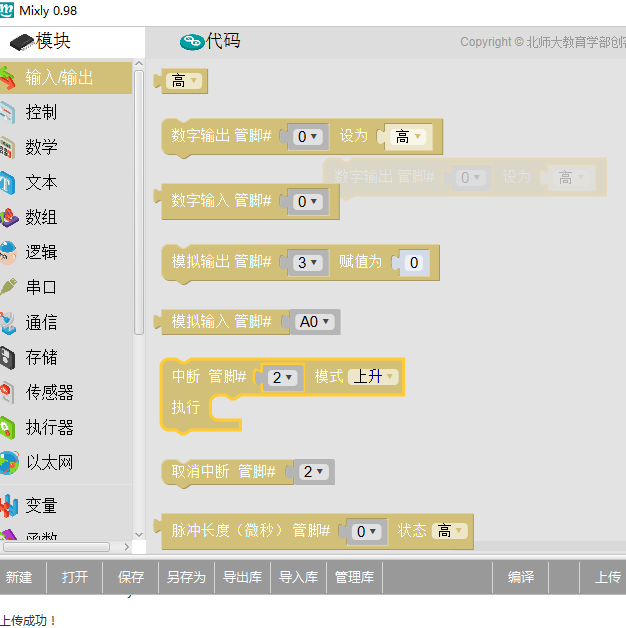 Mixly 0.98
模块
代码
Copyright © 北师大教育学部创客
输入/输出
控制
数学
文本
数组
逻辑
串口
通信
存储
传感器
执行器
以太网
变量
函数
高
数字输出 管脚# 0 设为 高
数字输出 管脚# 0 设为 高
数字输入 管脚# 0
模拟输出 管脚# 3 赋值为 0
模拟输入 管脚# A0
中断 管脚# 2 模式 上升
执行
取消中断 管脚# 2
脉冲长度（微秒） 管脚# 0 状态 高
新建 打开 保存 另存为 导出库 导入库 管理库 编译 上传
上传成功！